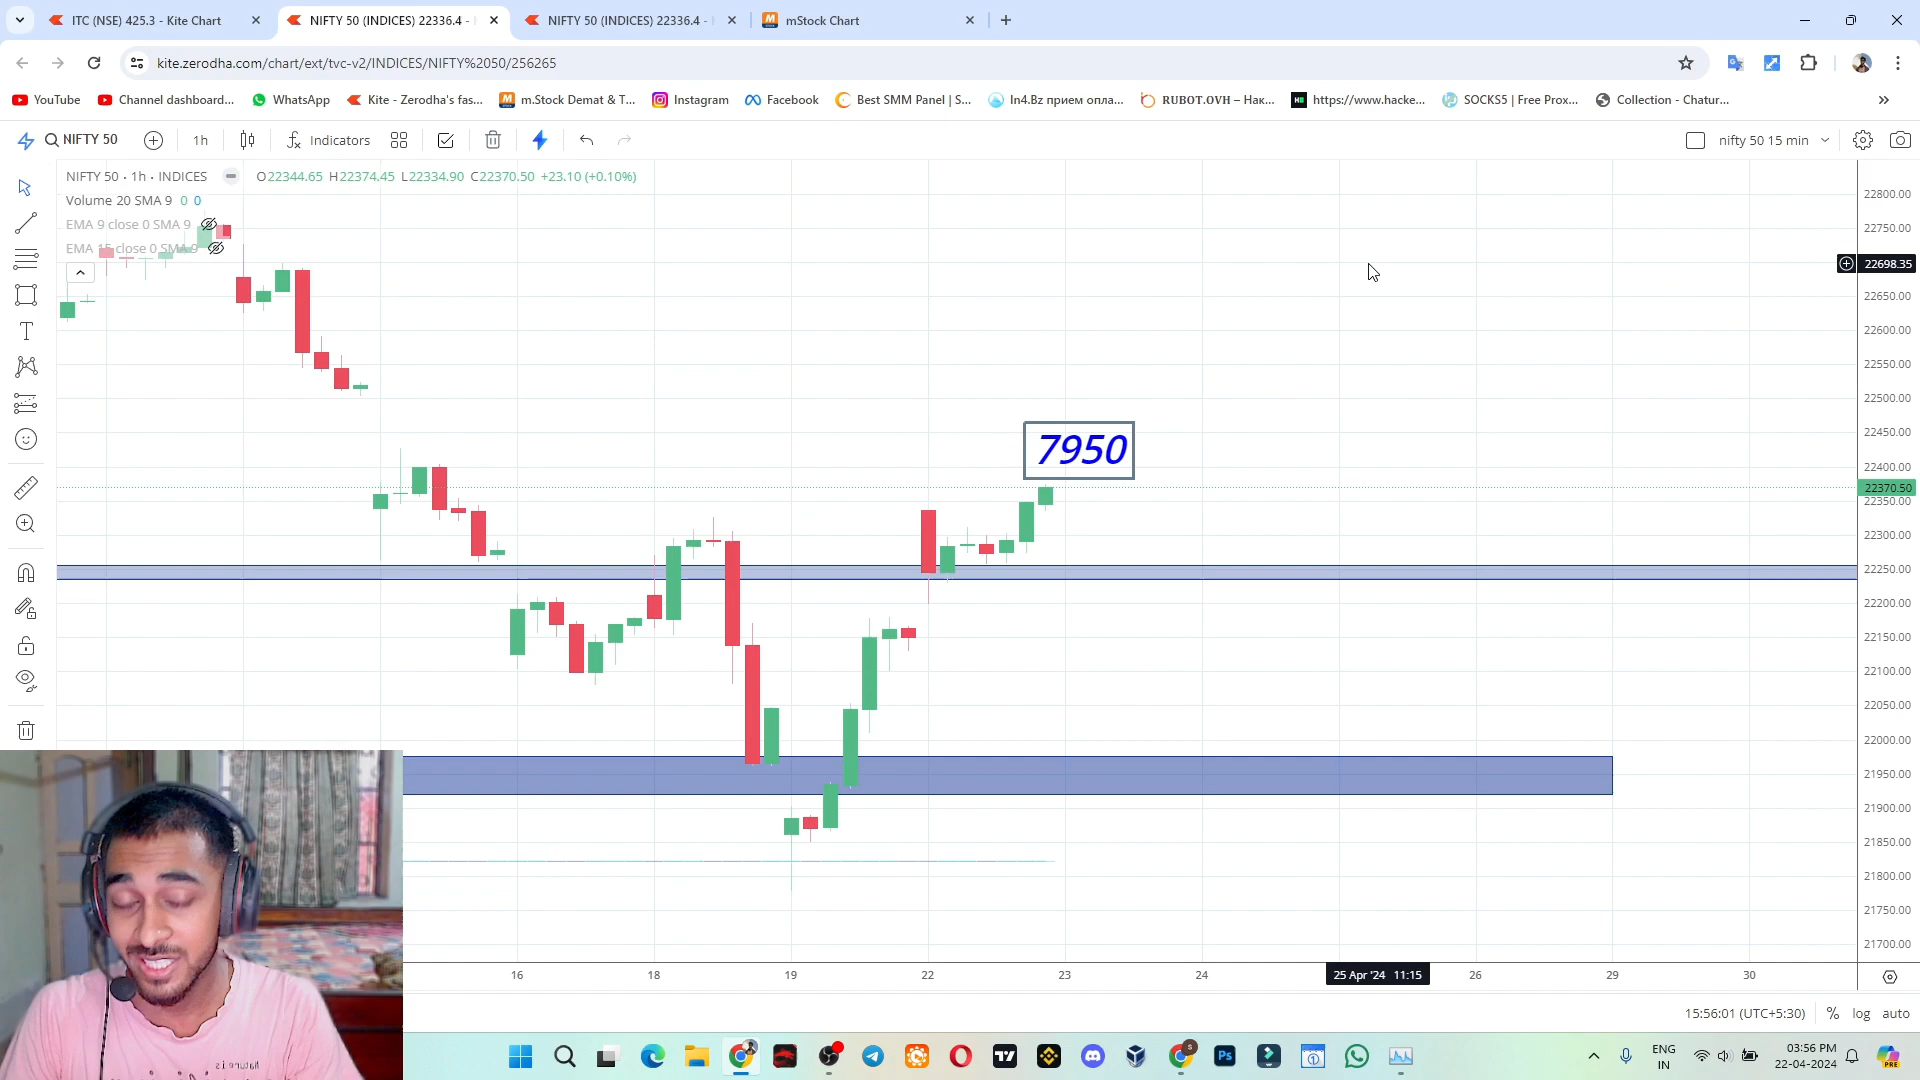 ITC (NSE) 425.3 - Kite Chart
NIFTY 50 (INDICES) 22336.4 -
NIFTY 50 (INDICES) 22336.4 -
mStock Chart
kite.zerodha.com/chart/ext/tvc-v2/INDICES/NIFTY%2050/256265
YouTube
Channel dashboard...
WhatsApp
Kite - Zerodha's fas...
m.Stock Demat & T...
Instagram
Facebook
Best SMM Panel | S...
In4.Bz прием опла...
RUBOT.OVH – Нак...
https://www.hacke...
SOCKS5 | Free Prox...
Collection - Chatur...
NIFTY 50
1h
Indicators
nifty 50 15 min
NIFTY 50 · 1h · INDICES
O22344.65 H22374.45 L22334.90 C22370.50 +23.10 (+0.10%)
Volume 20 SMA 9 0 0
EMA 9 close 0 SMA 9
EMA 15 close 0 SMA 9
7950
22800.00
22750.00
22698.35
22650.00
22600.00
22550.00
22500.00
22450.00
22400.00
22370.50
22350.00
22300.00
22250.00
22200.00
22150.00
22100.00
22050.00
22000.00
21950.00
21900.00
21850.00
21800.00
21750.00
21700.00
16
18
19
22
23
24
25 Apr '24 11:15
26
29
30
15:56:01 (UTC+5:30)
%
log
auto
ENG
IN
03:56 PM
22-04-2024